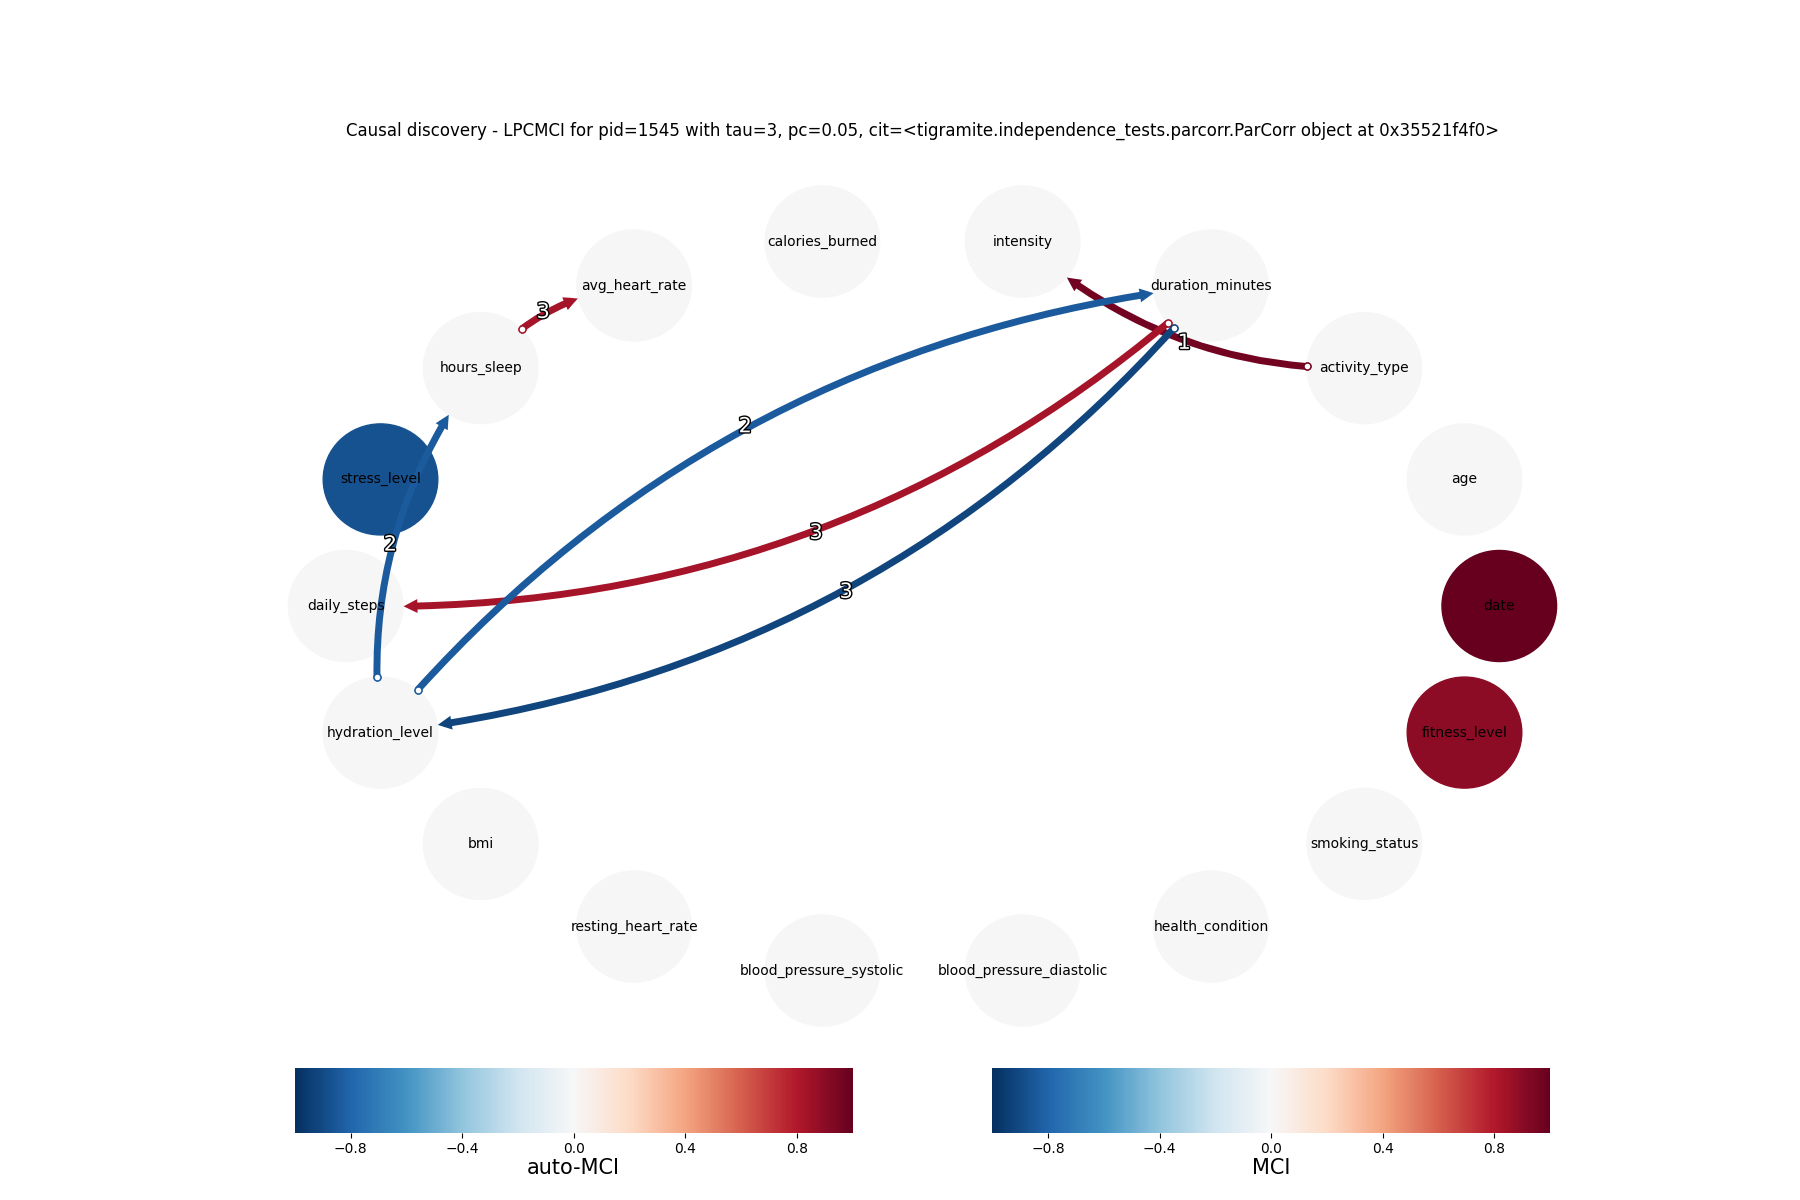 Causal discovery - LPCMCI for pid=1545 with tau=3, pc=0.05, cit=<tigramite.independence_tests.parcorr.ParCorr object at 0x35521f4f0>
calories_burned
intensity
avg_heart_rate
duration_minutes
3
1
hours_sleep
activity_type
2
stress_level
age
3
2
3
daily_steps
date
hydration_level
fitness_level
bmi
smoking_status
resting_heart_rate
health_condition
blood_pressure_systolic
blood_pressure_diastolic
−0.8 −0.4 0.0 0.4 0.8
auto-MCI
−0.8 −0.4 0.0 0.4 0.8
MCI